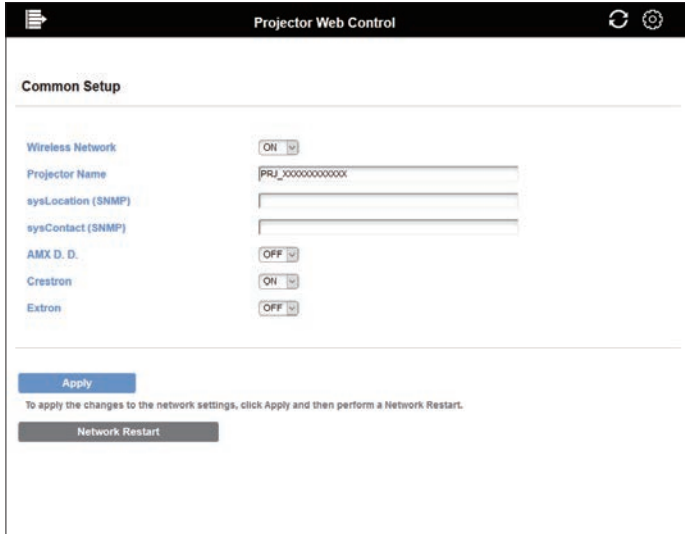 Projector Web Control
Common Setup
Wireless Network ON
Projector Name PRJ_XXXXXXXXXXXX
sysLocation (SNMP)
sysContact (SNMP)
AMX D. D. OFF
Crestron ON
Extron OFF
Apply
To apply the changes to the network settings, click Apply and then perform a Network Restart.
Network Restart